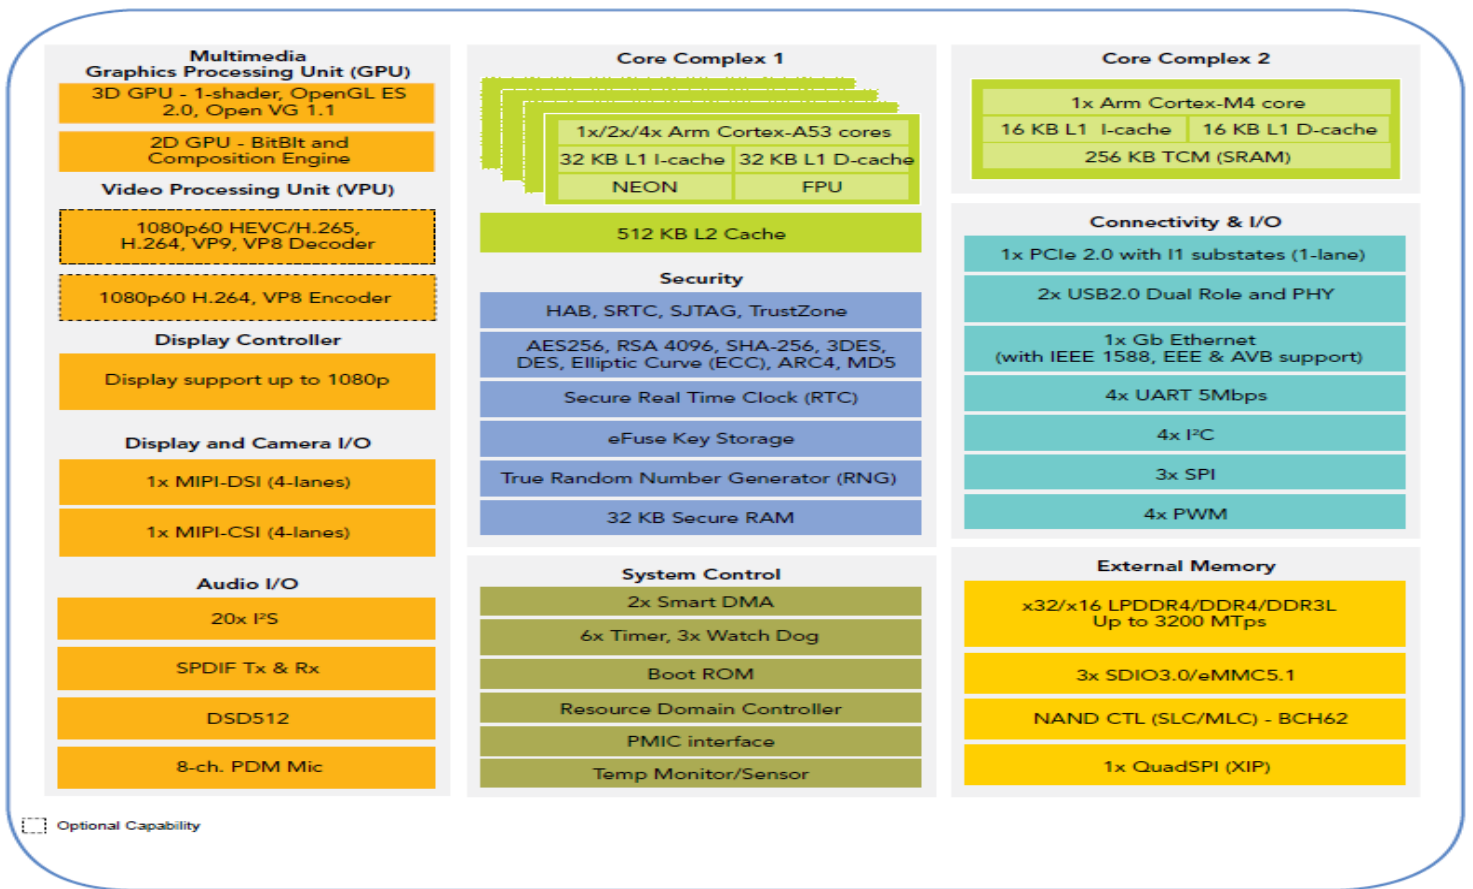 Multimedia
Graphics Processing Unit (GPU)
3D GPU - 1-shader, OpenGL ES
2.0, Open VG 1.1
2D GPU - BitBlt and
Composition Engine
Video Processing Unit (VPU)
1080p60 HEVC/H.265,
H.264, VP9, VP8 Decoder
1080p60 H.264, VP8 Encoder
Display Controller
Display support up to 1080p
Display and Camera I/O
1x MIPI-DSI (4-lanes)
1x MIPI-CSI (4-lanes)
Audio I/O
20x I²S
SPDIF Tx & Rx
DSD512
8-ch. PDM Mic
Core Complex 1
1x/2x/4x Arm Cortex-A53 cores
32 KB L1 I-cache
32 KB L1 D-cache
NEON
FPU
512 KB L2 Cache
Security
HAB, SRTC, SJTAG, TrustZone
AES256, RSA 4096, SHA-256, 3DES,
DES, Elliptic Curve (ECC), ARC4, MD5
Secure Real Time Clock (RTC)
eFuse Key Storage
True Random Number Generator (RNG)
32 KB Secure RAM
System Control
2x Smart DMA
6x Timer, 3x Watch Dog
Boot ROM
Resource Domain Controller
PMIC interface
Temp Monitor/Sensor
Core Complex 2
1x Arm Cortex-M4 core
16 KB L1 I-cache
16 KB L1 D-cache
256 KB TCM (SRAM)
Connectivity & I/O
1x PCIe 2.0 with l1 substates (1-lane)
2x USB2.0 Dual Role and PHY
1x Gb Ethernet
(with IEEE 1588, EEE & AVB support)
4x UART 5Mbps
4x I²C
3x SPI
4x PWM
External Memory
x32/x16 LPDDR4/DDR4/DDR3L
Up to 3200 MTps
3x SDIO3.0/eMMC5.1
NAND CTL (SLC/MLC) - BCH62
1x QuadSPI (XIP)
Optional Capability